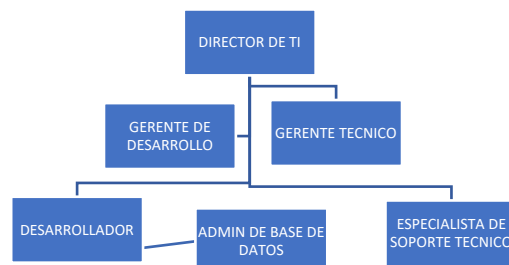 DIRECTOR DE TI
GERENTE DE
DESARROLLO
GERENTE TECNICO
DESARROLLADOR
ADMIN DE BASE DE
DATOS
ESPECIALISTA DE
SOPORTE TECNICO